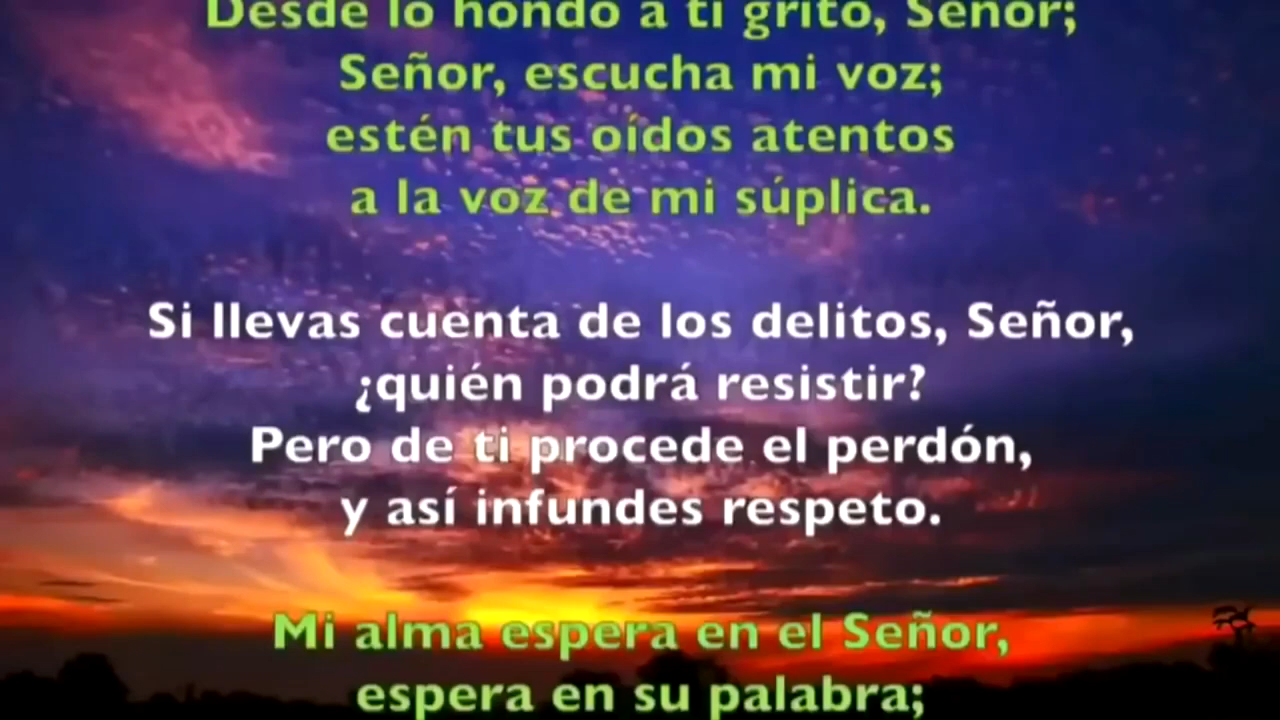 Desde lo hondo a ti grito, Señor;
Señor, escucha mi voz;
estén tus oídos atentos
a la voz de mi súplica.
Si llevas cuenta de los delitos, Señor,
¿quién podrá resistir?
Pero de ti procede el perdón,
y así infundes respeto.
Mi alma espera en el Señor,
espera en su palabra;